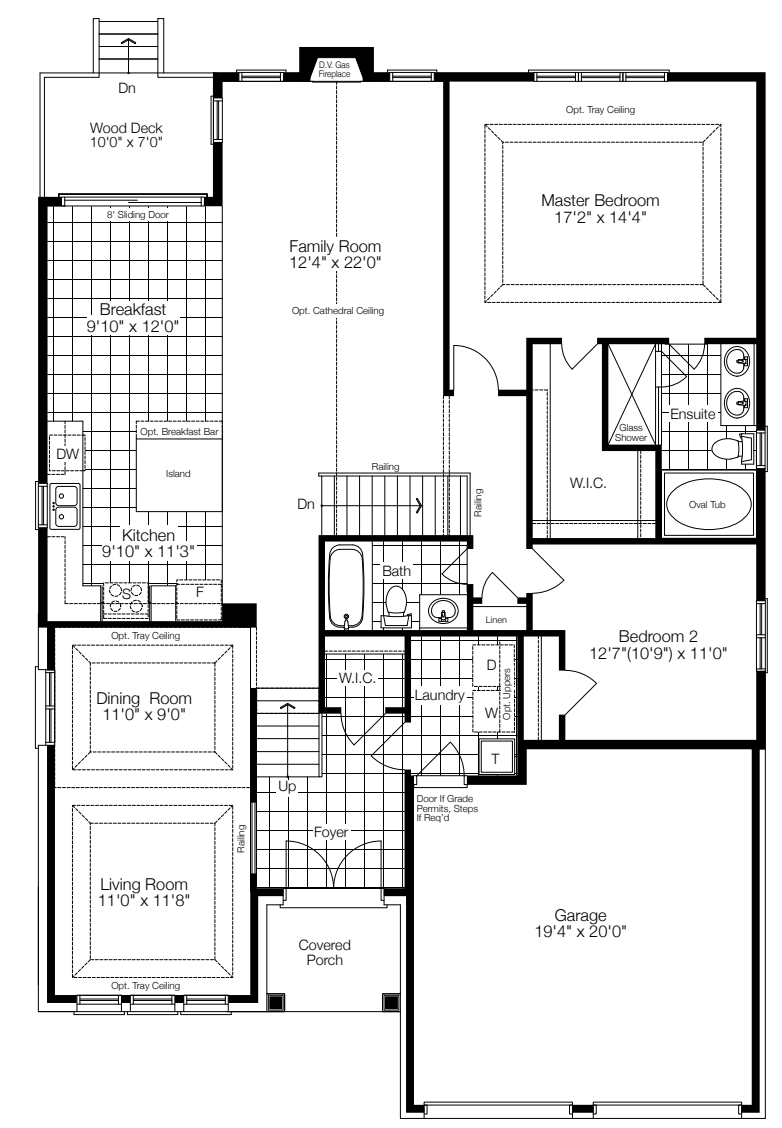 D.V. Gas
Fireplace
Dn
Wood Deck
10'0" x 7'0"
8' Sliding Door
Opt. Tray Ceiling
Master Bedroom
17'2" x 14'4"
Family Room
12'4" x 22'0"
Opt. Cathedral Ceiling
Breakfast
9'10" x 12'0"
Opt. Breakfast Bar
Island
DW
Kitchen
9'10" x 11'3"
S
F
Ensuite
Glass
Shower
W.I.C.
Oval Tub
Railing
Dn
Railing
Bath
Linen
Bedroom 2
12'7"(10'9") x 11'0"
Opt. Tray Ceiling
Dining Room
11'0" x 9'0"
W.I.C.
Laundry
D
W
Opt. Uppers
T
Up
Door If Grade
Permits, Steps
If Req'd
Foyer
Railing
Living Room
11'0" x 11'8"
Opt. Tray Ceiling
Covered
Porch
Garage
19'4" x 20'0"